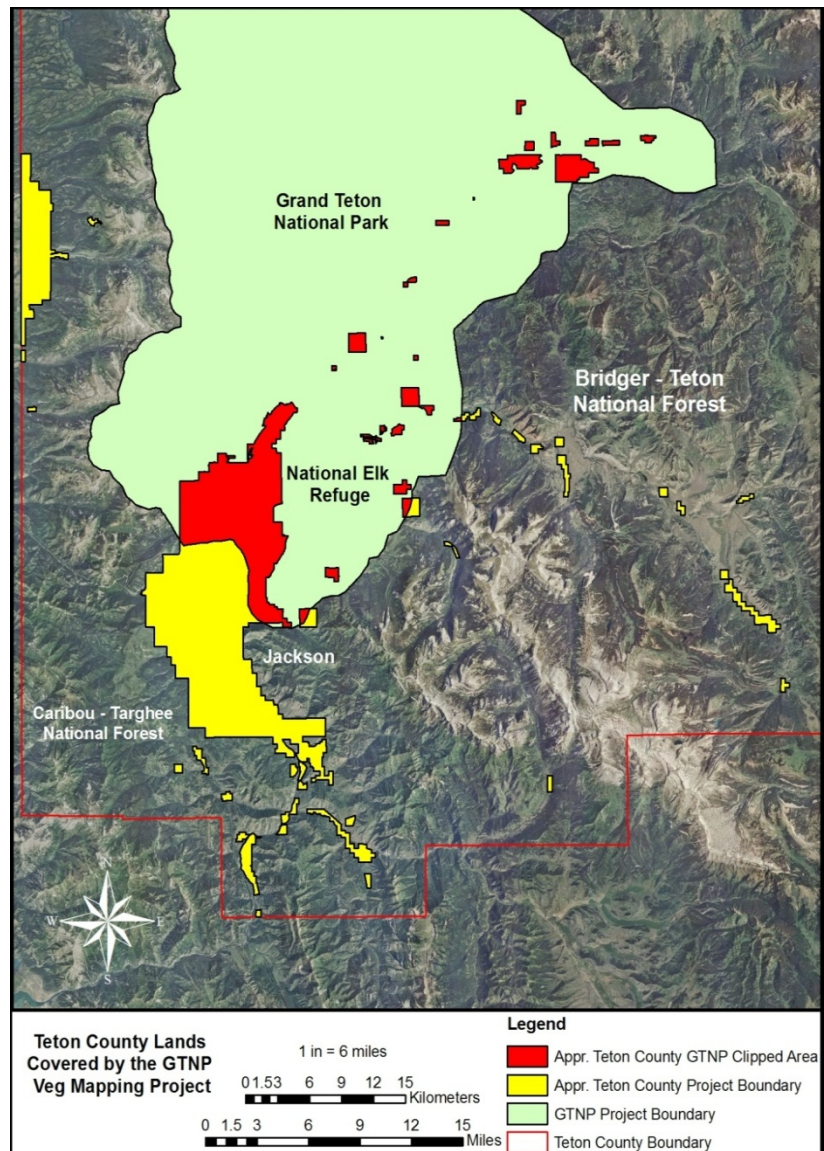 Grand Teton
National Park
Bridger - Teton
National Forest
National Elk
Refuge
Jackson
Caribou - Targhee
National Forest
N
W E
S
Teton County Lands
Covered by the GTNP
Veg Mapping Project
1 in = 6 miles
0 1.5 3 6 9 12 15
Kilometers
0 1.5 3 6 9 12 15
Miles
Legend
Appr. Teton County GTNP Clipped Area
Appr. Teton County Project Boundary
GTNP Project Boundary
Teton County Boundary